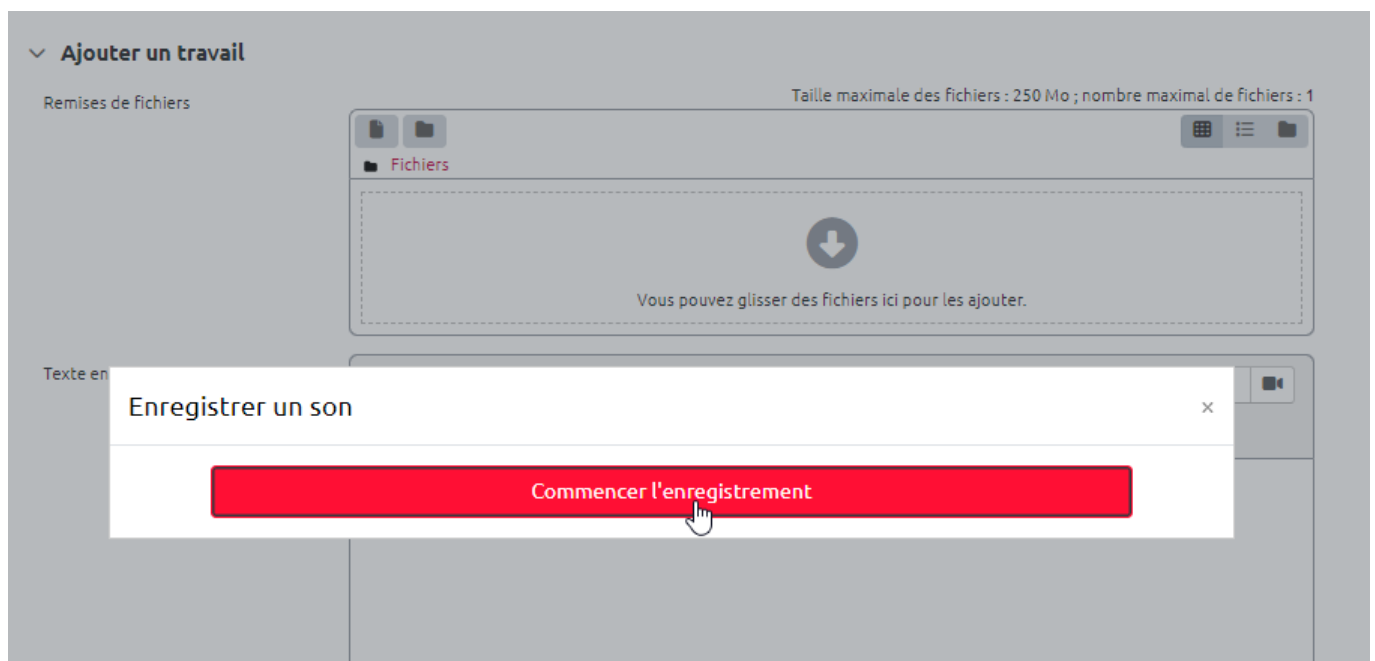 Ajouter un travail
Remises de fichiers
Taille maximale des fichiers : 250 Mo ; nombre maximal de fichiers : 1
Fichiers
Vous pouvez glisser des fichiers ici pour les ajouter.
Texte en
Enregistrer un son
×
Commencer l'enregistrement